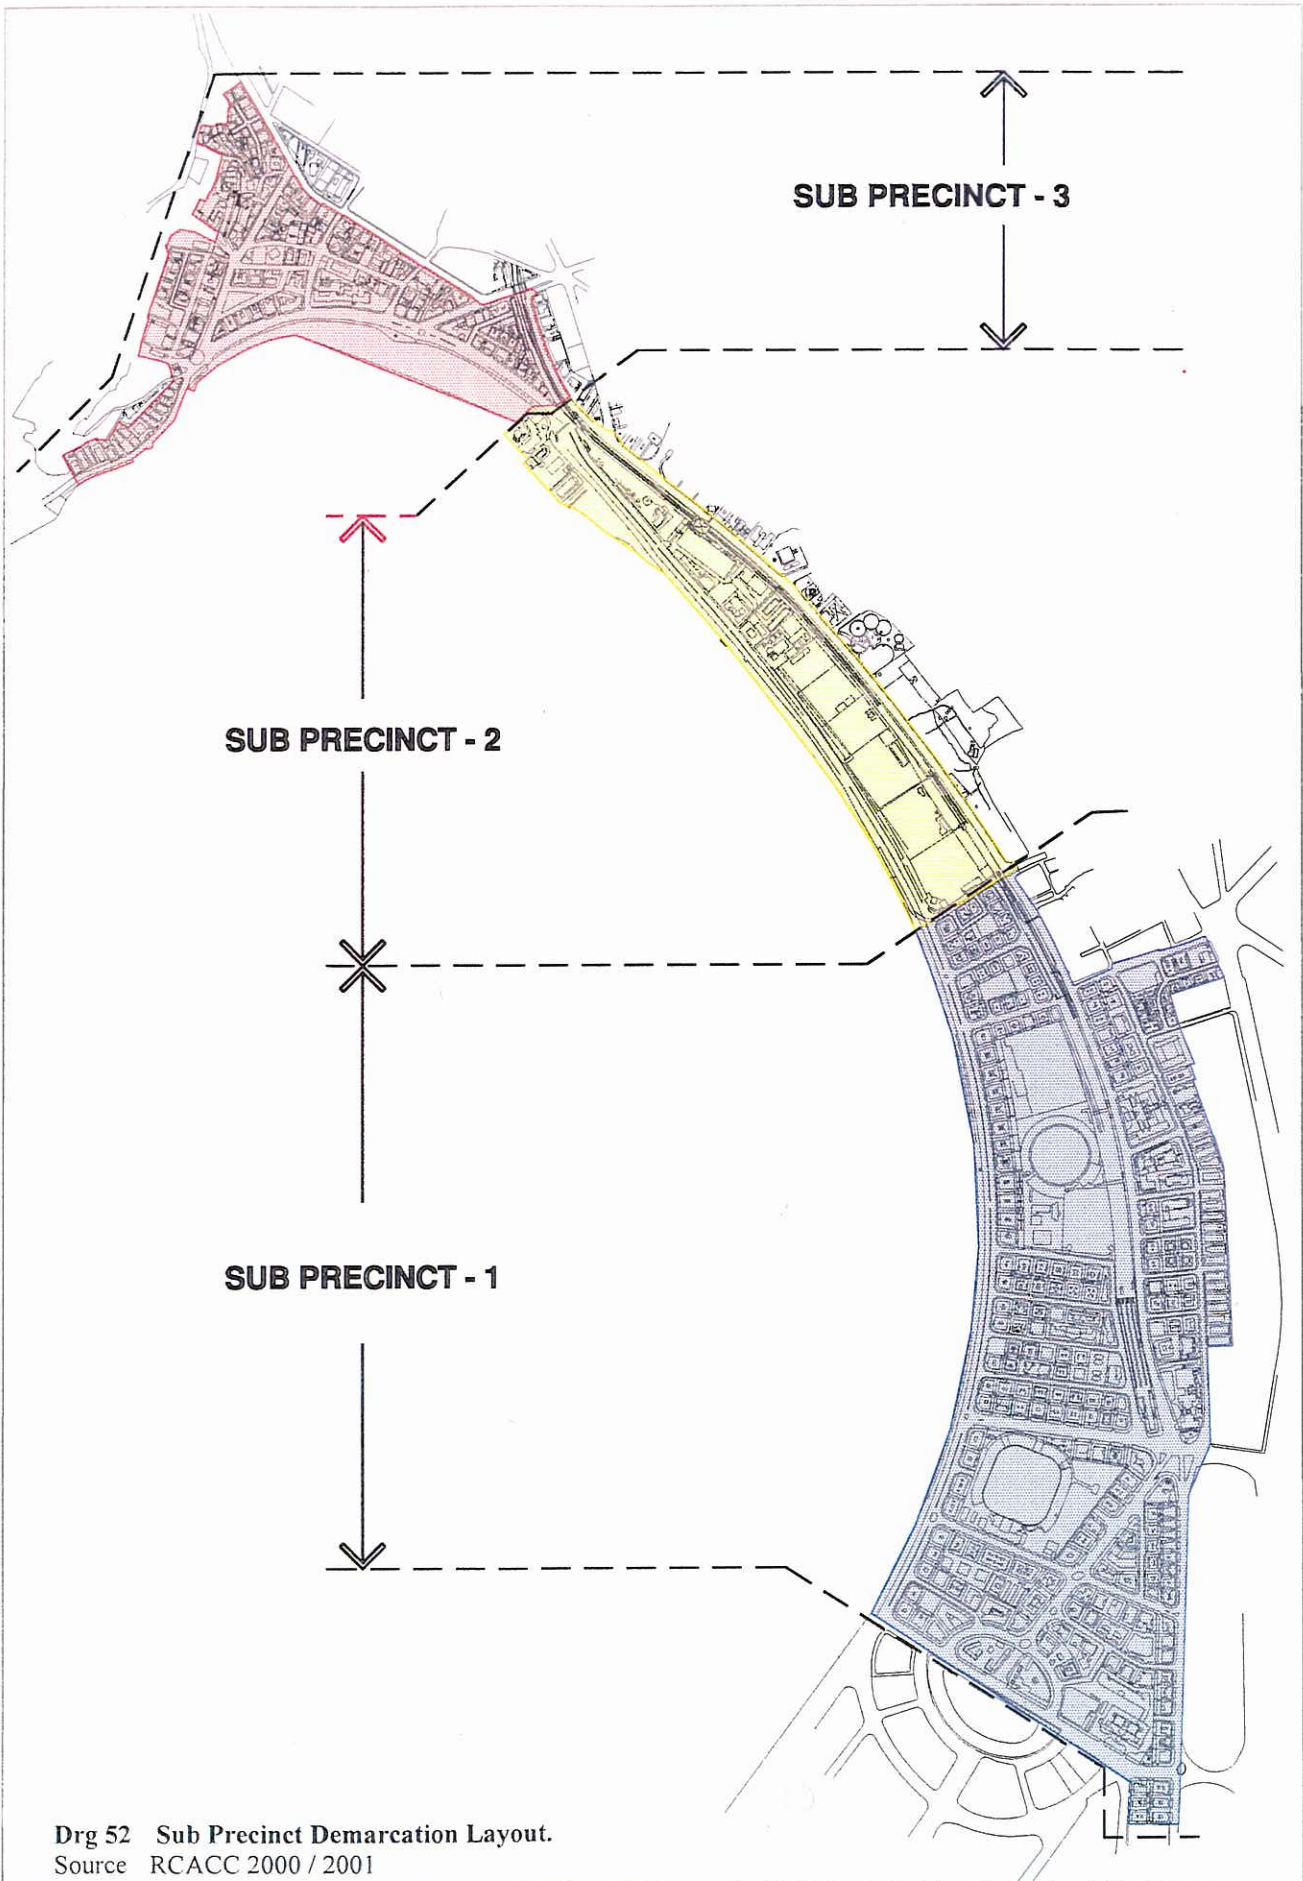 SUB PRECINCT - 3
SUB PRECINCT - 2
SUB PRECINCT - 1
Drg 52 Sub Precinct Demarcation Layout.
Source RCACC 2000 / 2001